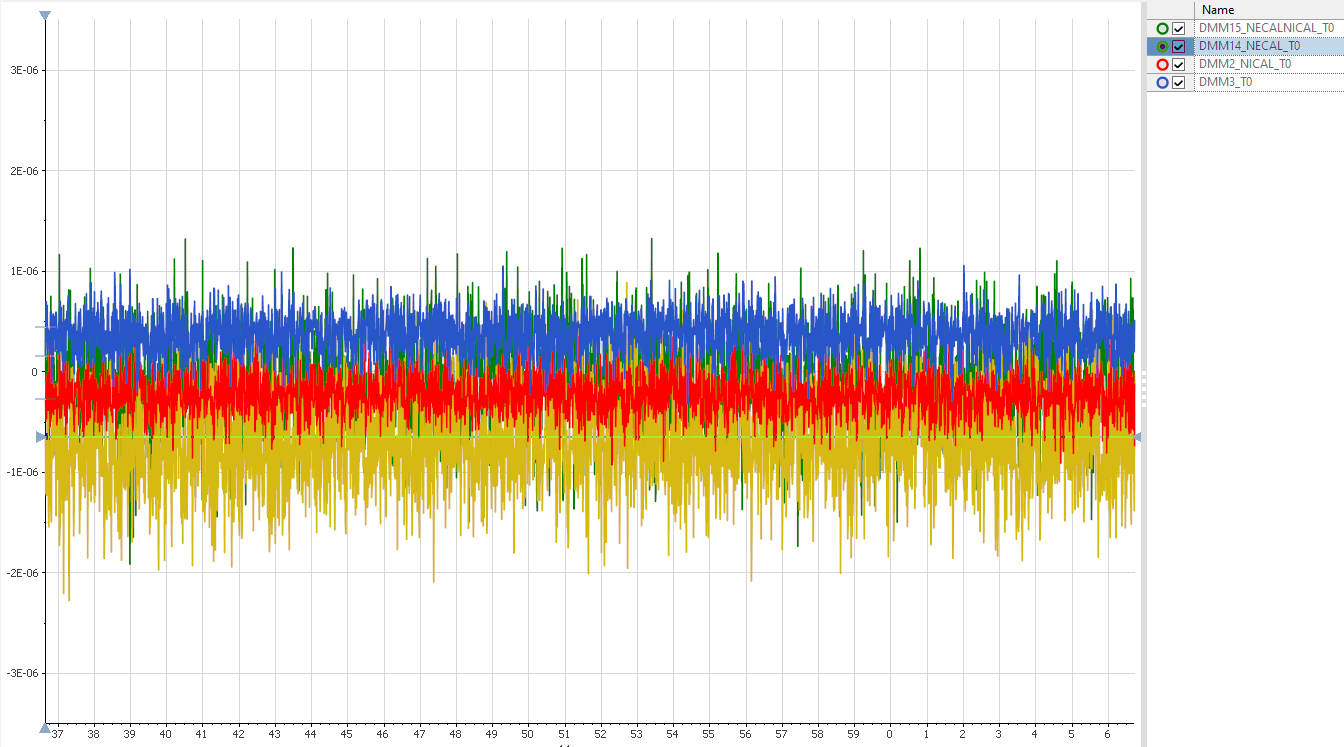 Name
DMM15_NECALNICAL_T0
DMM14_NECAL_T0
DMM2_NICAL_T0
DMM3_T0
3E-06
2E-06
1E-06
0
-1E-06
-2E-06
-3E-06
37 38 39 40 41 42 43 44 45 46 47 48 49 50 51 52 53 54 55 56 57 58 59 0 1 2 3 4 5 6